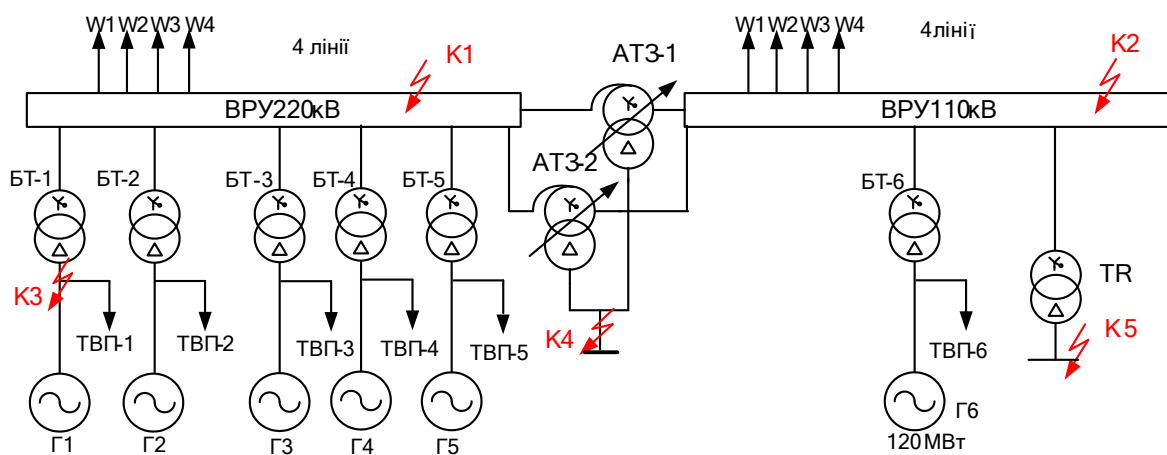 W1 W2 W3 W4
4 лінії
K1
АТЗ-1
W1 W2 W3 W4
4лінії
K2
ВРУ220кВ
ВРУ110кВ
БТ-1
БТ-2
БТ-3
БТ-4
БТ-5
АТЗ-2
БТ-6
TR
K3
K4
K5
ТВП-1
ТВП-2
ТВП-3
ТВП-4
ТВП-5
ТВП-6
Г1
Г2
Г3
Г4
Г5
Г6
120МВт